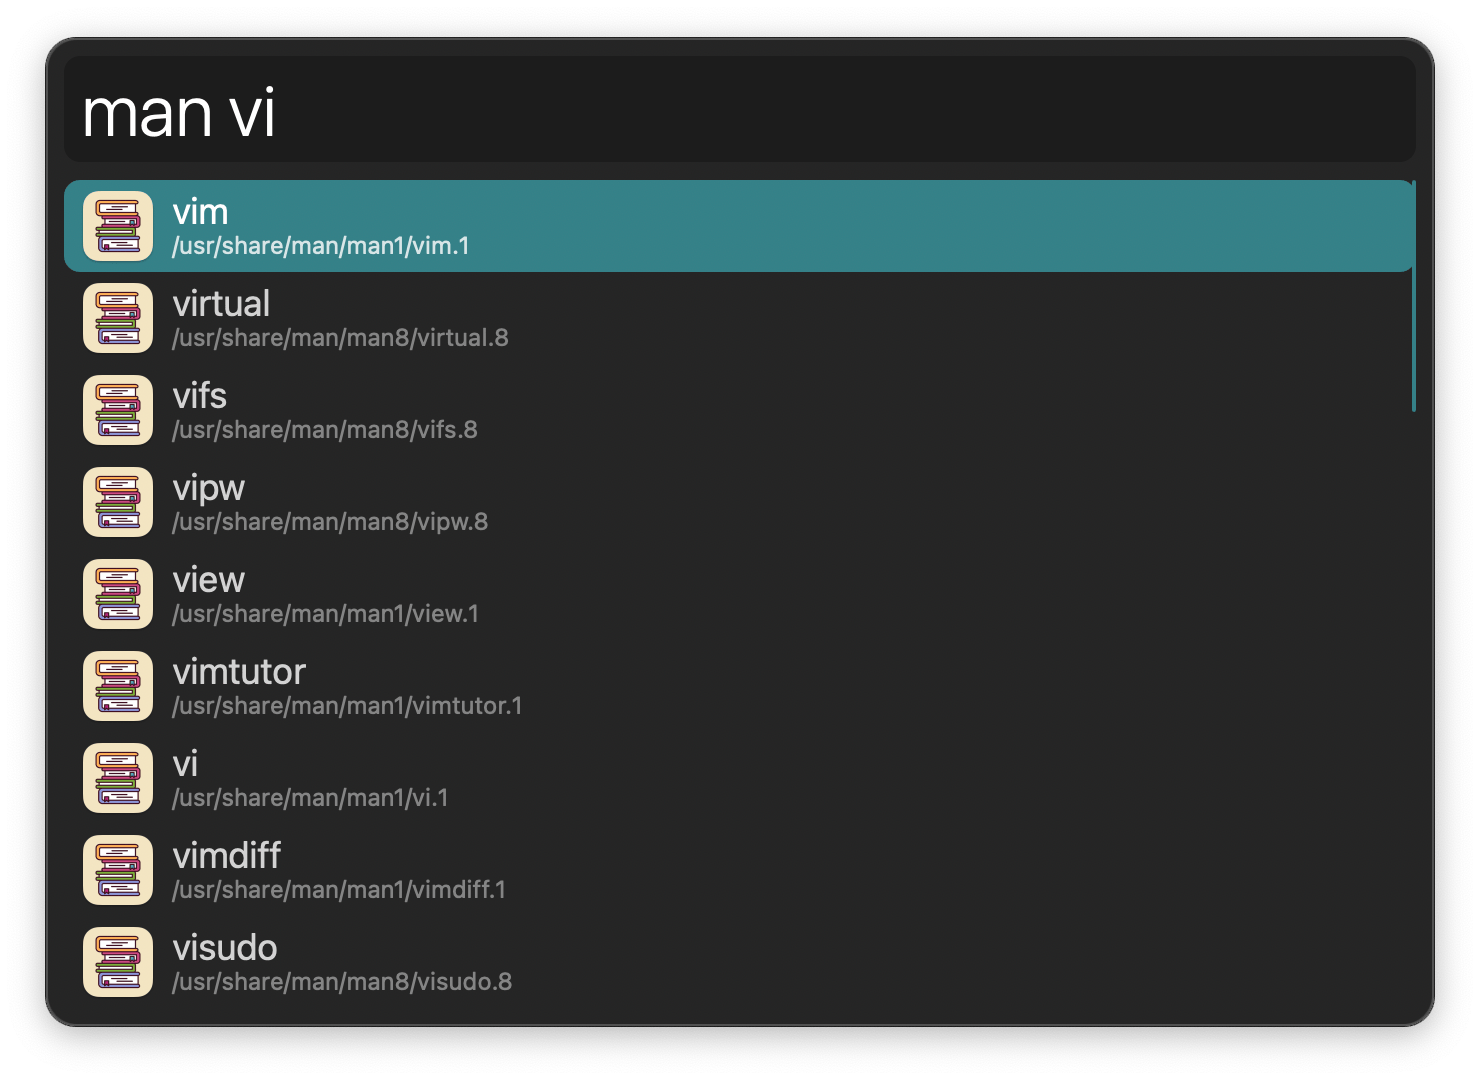 man vi
vim
/usr/share/man/man1/vim.1
virtual
/usr/share/man/man8/virtual.8
vifs
/usr/share/man/man8/vifs.8
vipw
/usr/share/man/man8/vipw.8
view
/usr/share/man/man1/view.1
vimtutor
/usr/share/man/man1/vimtutor.1
vi
/usr/share/man/man1/vi.1
vimdiff
/usr/share/man/man1/vimdiff.1
visudo
/usr/share/man/man8/visudo.8